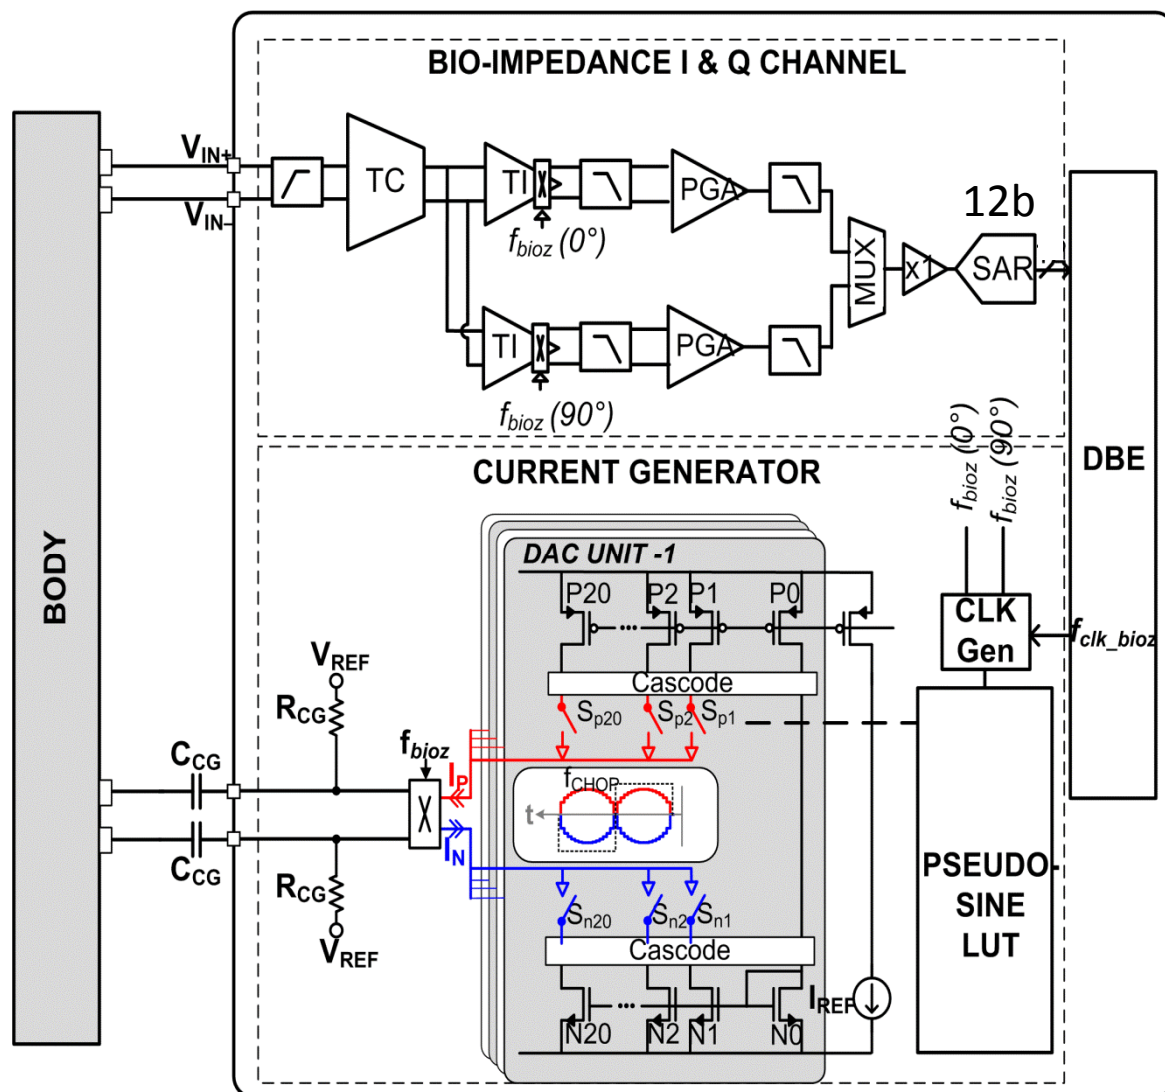 BIO-IMPEDANCE I & Q CHANNEL
VIN+
VIN-
TC
TI
X
fbioz (0°)
PGA
MUX
x1
12b
SAR
TI
X
fbioz (90°)
PGA
BODY
DBE
CURRENT GENERATOR
fbioz (0°)
fbioz (90°)
CLK
Gen
fclk_bioz
DAC UNIT -1
P20
P2
P1
P0
...
Cascode
Sp20
Sp2
Sp1
VREF
RCG
CCG
fbioz
X
IP
IN
fCHOP
t
CCG
RCG
VREF
Sn20
Sn2
Sn1
Cascode
...
N20
N2
N1
N0
IREF
PSEUDO-
SINE
LUT